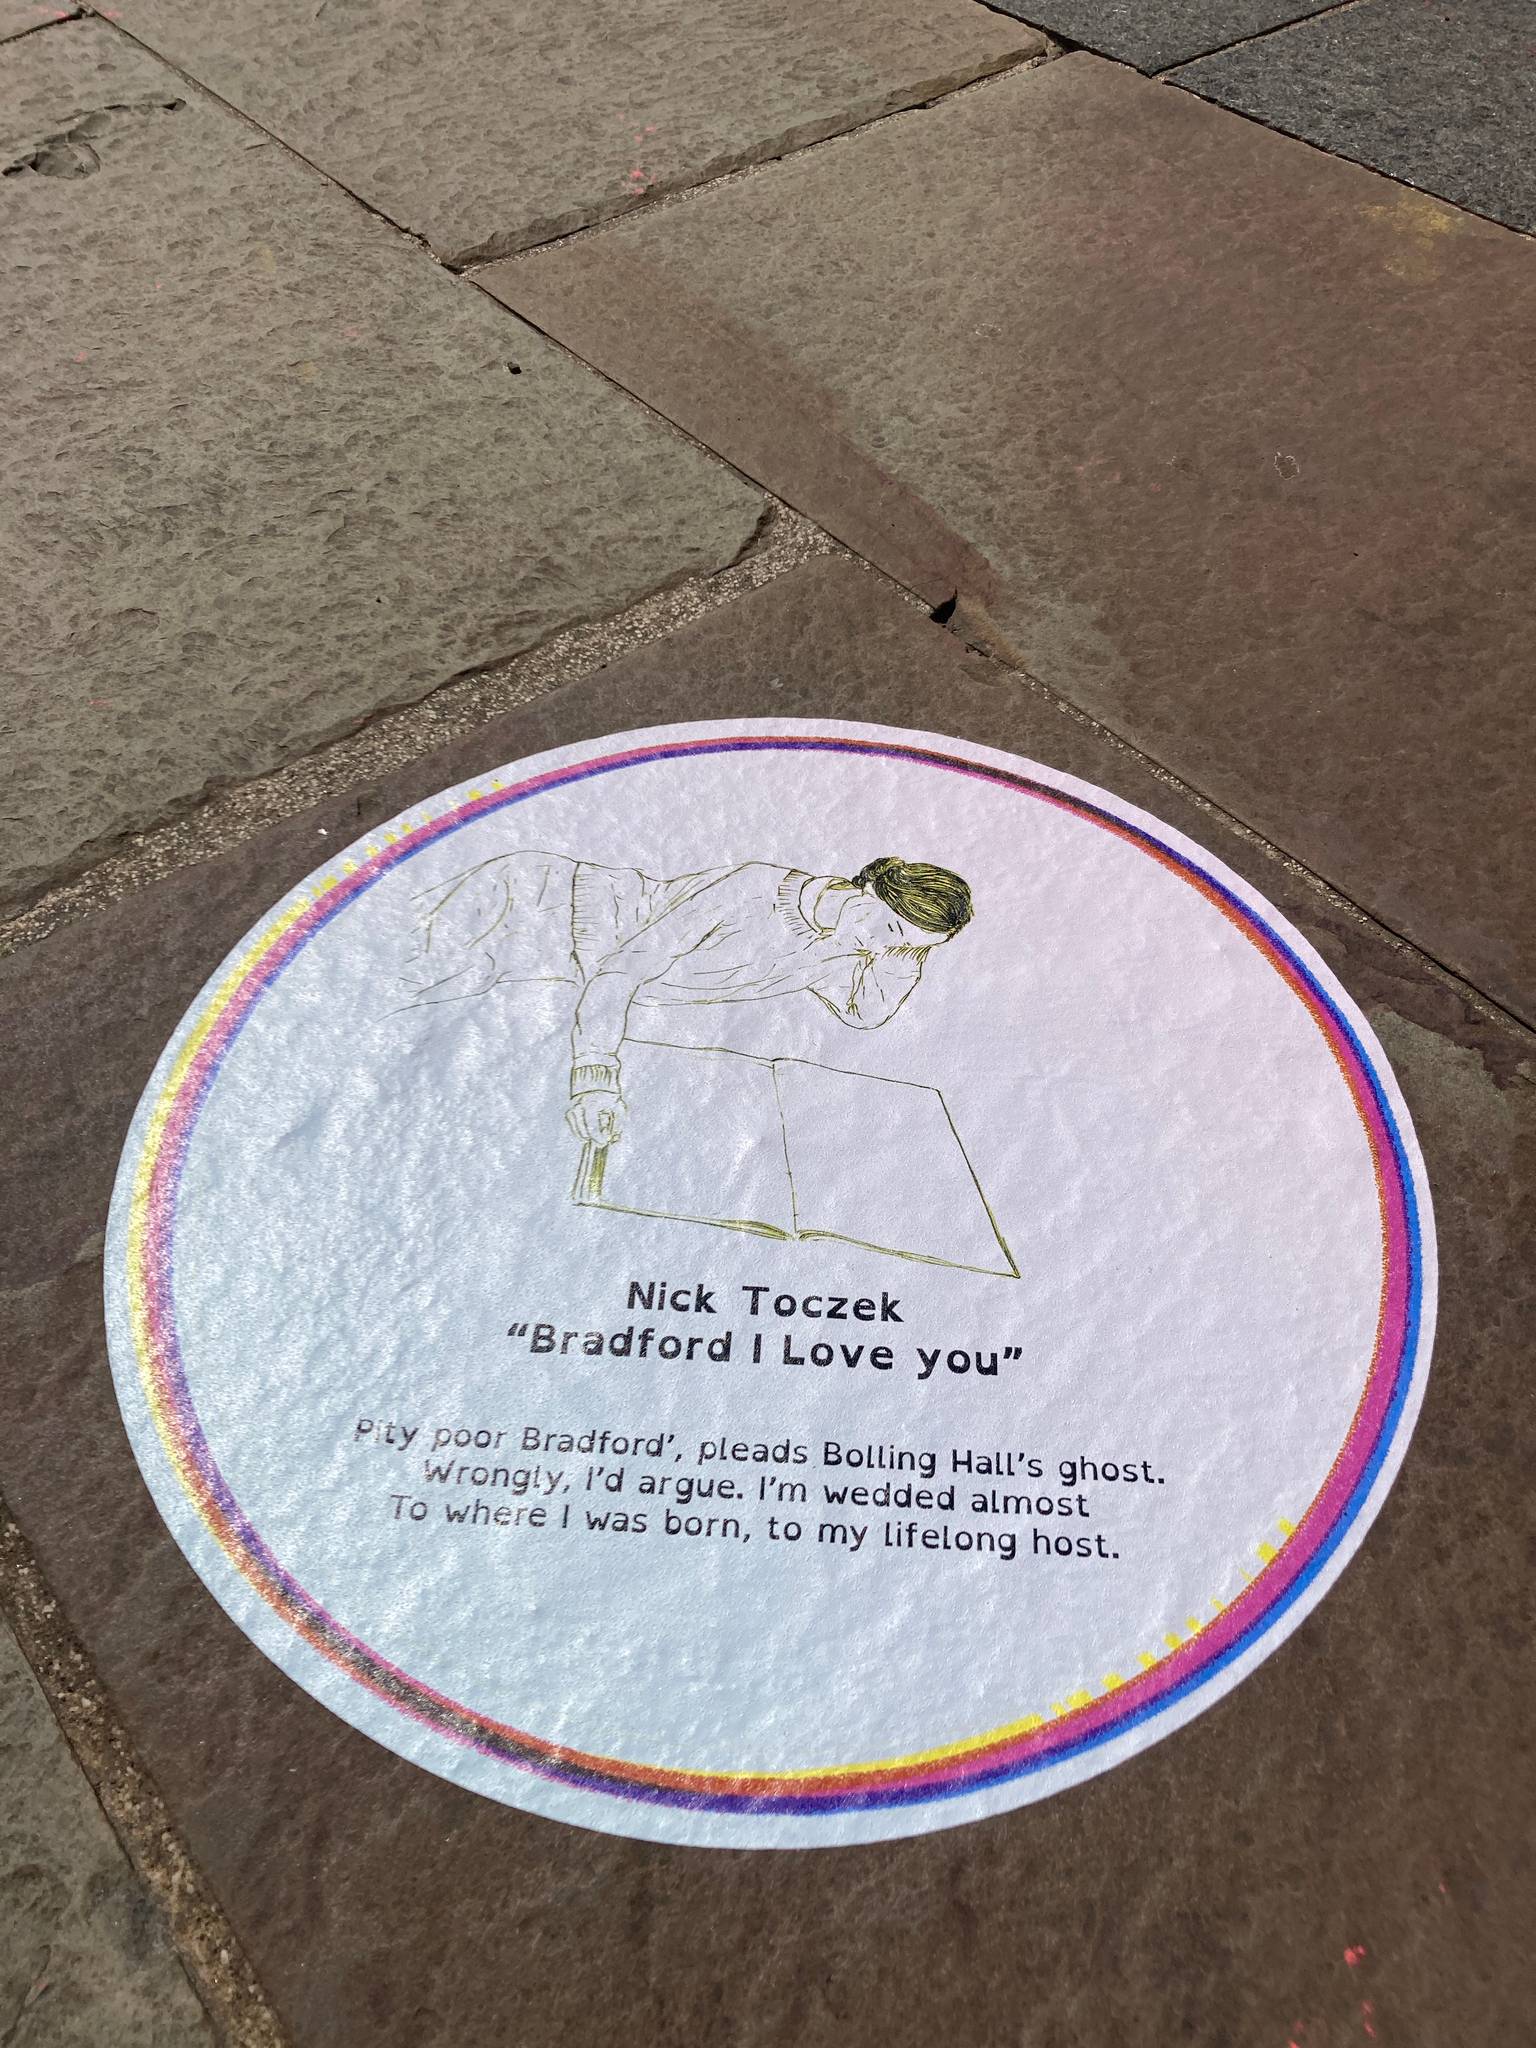 Nick Toczek
“Bradford I Love you”
Pity poor Bradford’, pleads Bolling Hall’s ghost.
Wrongly, I’d argue. I’m wedded almost
To where I was born, to my lifelong host.